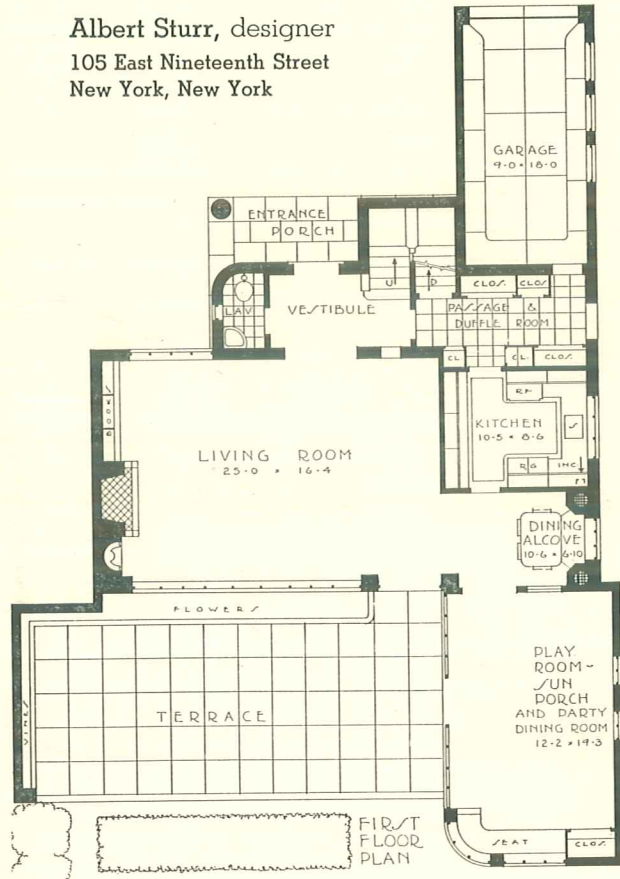 Albert Sturr, designer
105 East Nineteenth Street
New York, New York
GARAGE
9-0 × 18-0
ENTRANCE
PORCH
U
D
CLOS.
CLOS
LAV.
VESTIBULE
PASSAGE &
DUFFLE ROOM
CL
CL.
CLOS.
BOOKS
RF
KITCHEN
10-5 × 8-6
S
RG
INC.
LIVING ROOM
25-0 × 16-4
DINING
ALCOVE
10-6 × 6-10
FLOWERS
PLAY
ROOM~
SUN
PORCH
AND PARTY
DINING ROOM
12-2 × 19-3
TERRACE
VINES
FIRST
FLOOR
PLAN
SEAT
CLOS.